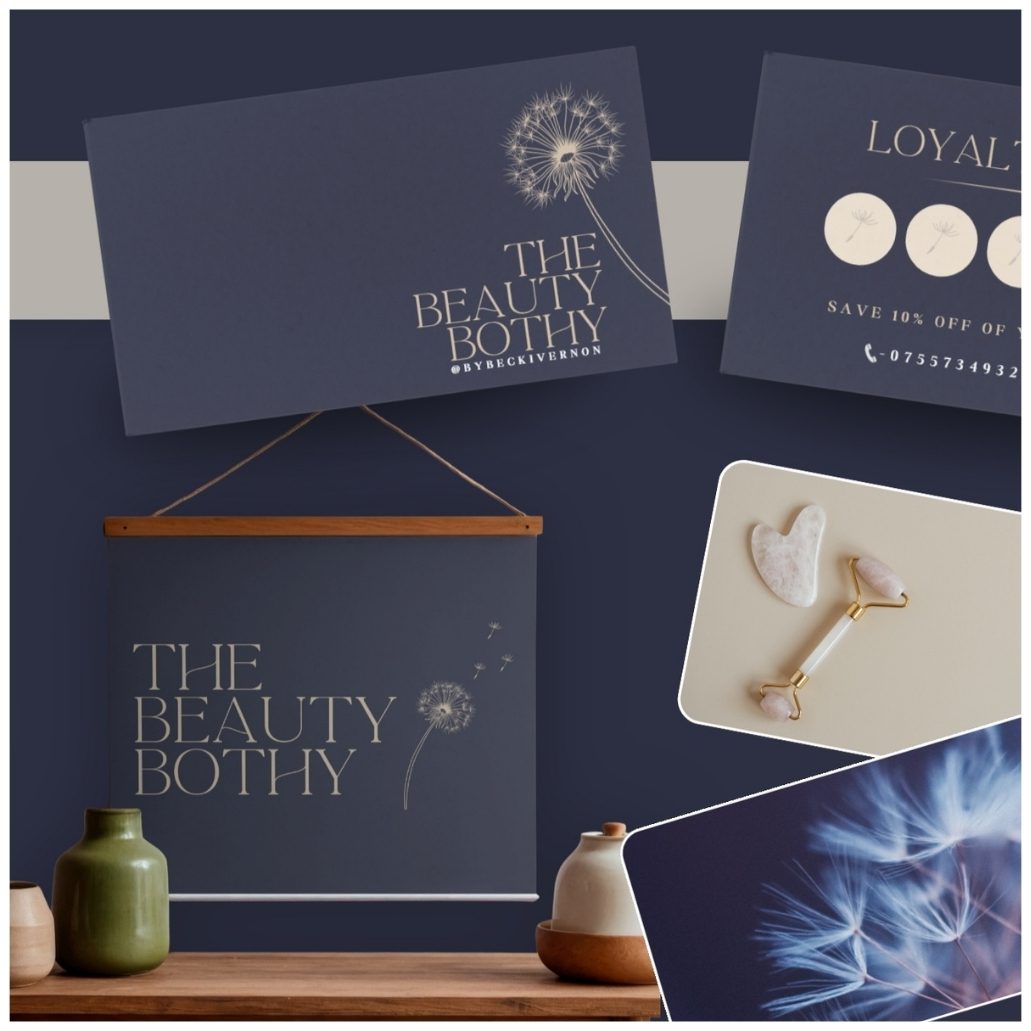 THE
BEAUTY
BOTHY
@BYBECKIVERNON
LOYALT
SAVE 10% OFF OF
-0755734932
THE
BEAUTY
BOTHY